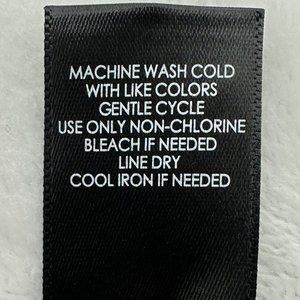 MACHINE WASH COLD
WITH LIKE COLORS
GENTLE CYCLE
USE ONLY NON-CHLORINE
BLEACH IF NEEDED
LINE DRY
COOL IRON IF NEEDED